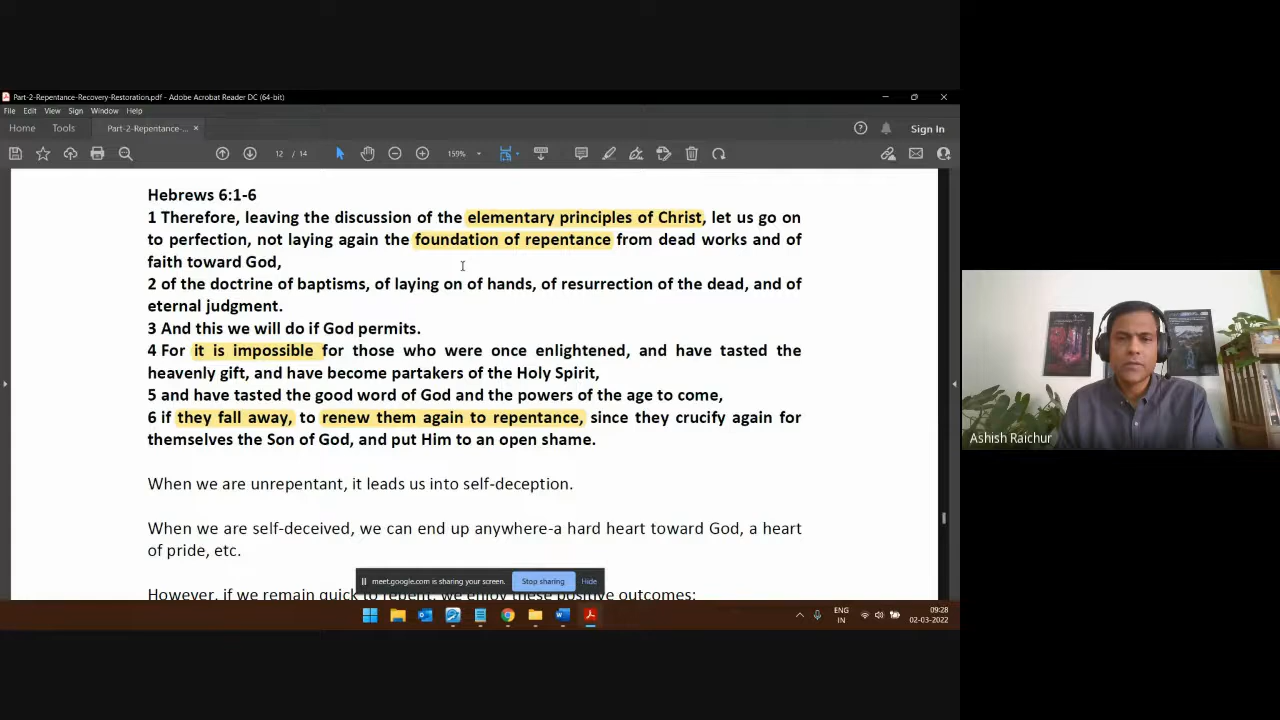 Part-2-Repentance-Recovery-Restoration.pdf - Adobe Acrobat Reader DC (64-bit)
File Edit View Sign Window Help
Home Tools Part-2-Repentance-... × Sign In
12 / 14 159%
Hebrews 6:1-6
1 Therefore, leaving the discussion of the elementary principles of Christ, let us go on
to perfection, not laying again the foundation of repentance from dead works and of
faith toward God,
2 of the doctrine of baptisms, of laying on of hands, of resurrection of the dead, and of
eternal judgment.
3 And this we will do if God permits.
4 For it is impossible for those who were once enlightened, and have tasted the
heavenly gift, and have become partakers of the Holy Spirit,
5 and have tasted the good word of God and the powers of the age to come,
6 if they fall away, to renew them again to repentance, since they crucify again for
themselves the Son of God, and put Him to an open shame.
When we are unrepentant, it leads us into self-deception.
When we are self-deceived, we can end up anywhere-a hard heart toward God, a heart
of pride, etc.
However, if we remain quick to repent, we enjoy these positive outcomes:
meet.google.com is sharing your screen. Stop sharing Hide
ENG
IN
09:28
02-03-2022
Ashish Raichur